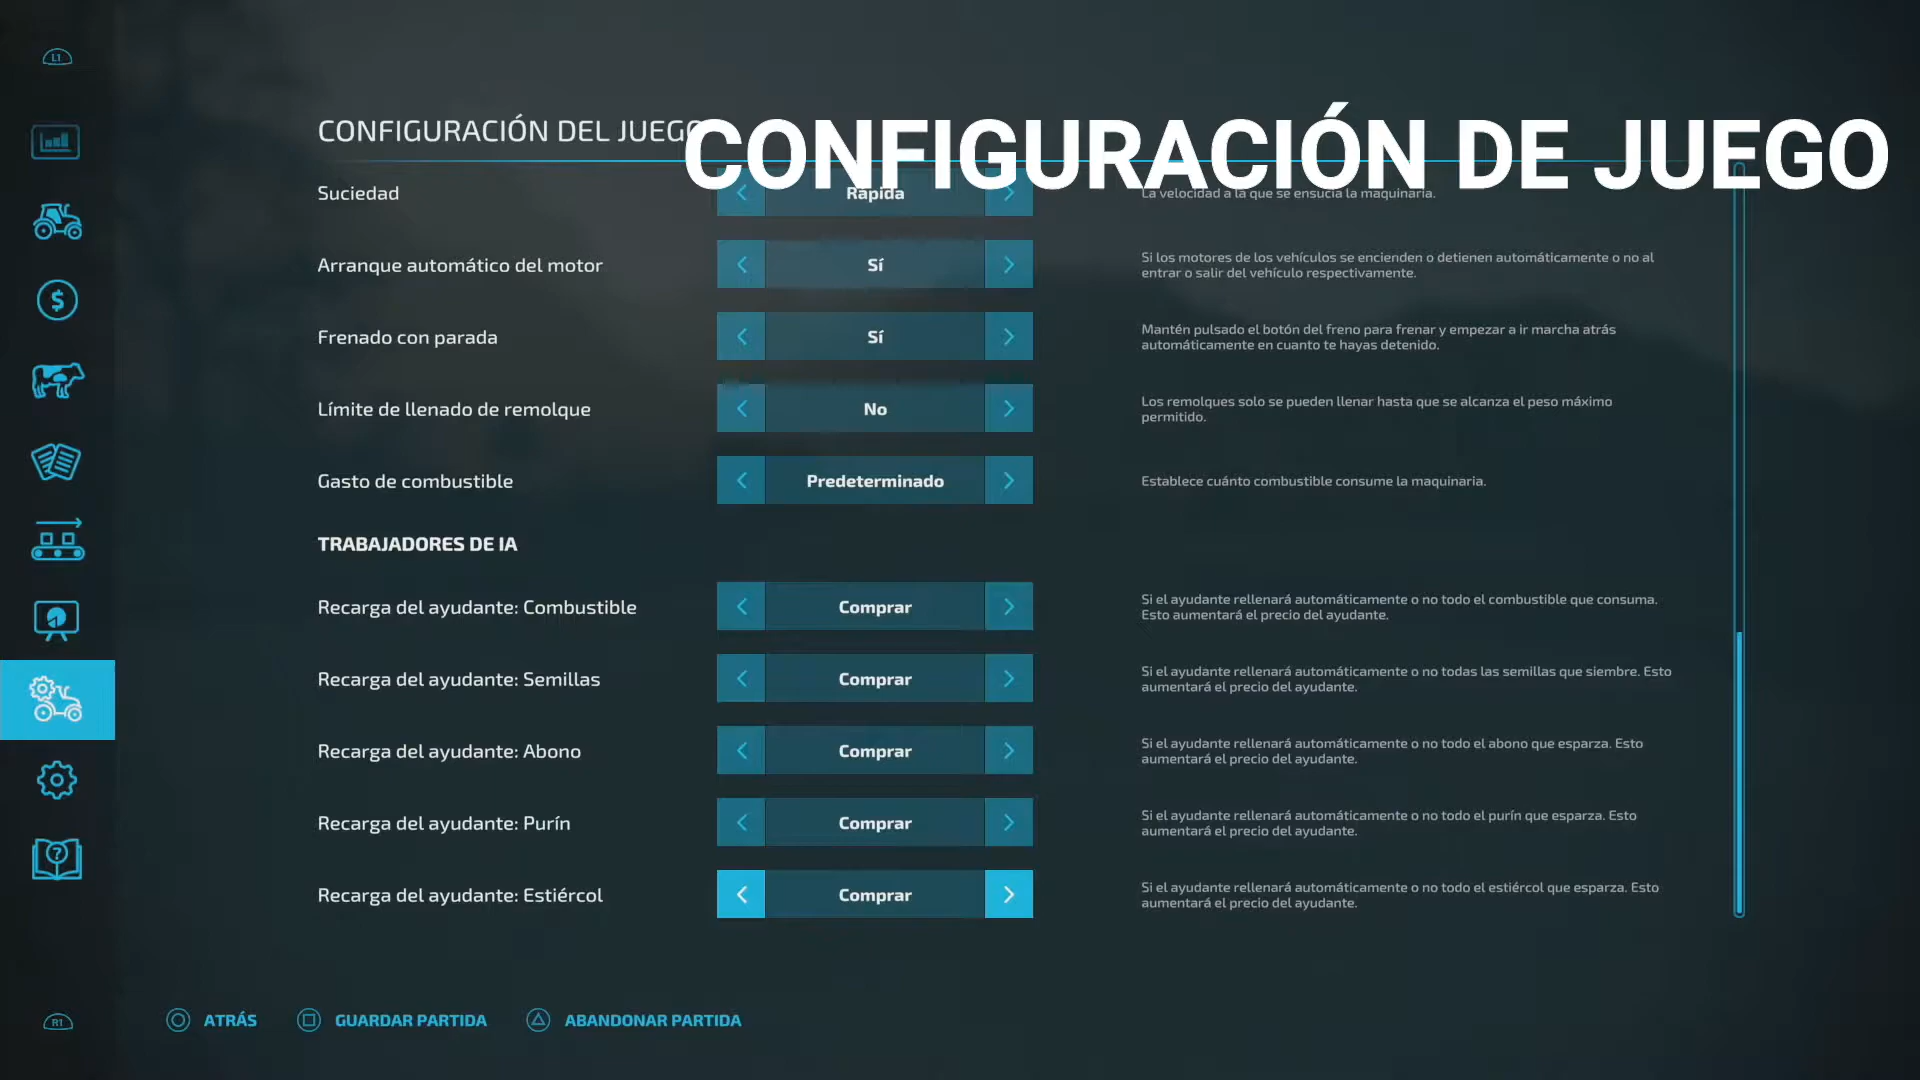 L1
CONFIGURACIÓN DEL JUEGO
CONFIGURACIÓN DE JUEGO
Suciedad
Rápida
La velocidad a la que se ensucia la maquinaria.
Arranque automático del motor
Sí
Si los motores de los vehículos se encienden o detienen automáticamente o no al
entrar o salir del vehículo respectivamente.
Frenado con parada
Sí
Mantén pulsado el botón del freno para frenar y empezar a ir marcha atrás
automáticamente en cuanto te hayas detenido.
Límite de llenado de remolque
No
Los remolques solo se pueden llenar hasta que se alcanza el peso máximo
permitido.
Gasto de combustible
Predeterminado
Establece cuánto combustible consume la maquinaria.
TRABAJADORES DE IA
Recarga del ayudante: Combustible
Comprar
Si el ayudante rellenará automáticamente o no todo el combustible que consuma.
Esto aumentará el precio del ayudante.
Recarga del ayudante: Semillas
Comprar
Si el ayudante rellenará automáticamente o no todas las semillas que siembre. Esto
aumentará el precio del ayudante.
Recarga del ayudante: Abono
Comprar
Si el ayudante rellenará automáticamente o no todo el abono que esparza. Esto
aumentará el precio del ayudante.
Recarga del ayudante: Purín
Comprar
Si el ayudante rellenará automáticamente o no todo el purín que esparza. Esto
aumentará el precio del ayudante.
Recarga del ayudante: Estiércol
Comprar
Si el ayudante rellenará automáticamente o no todo el estiércol que esparza. Esto
aumentará el precio del ayudante.
R1
ATRÁS
GUARDAR PARTIDA
ABANDONAR PARTIDA